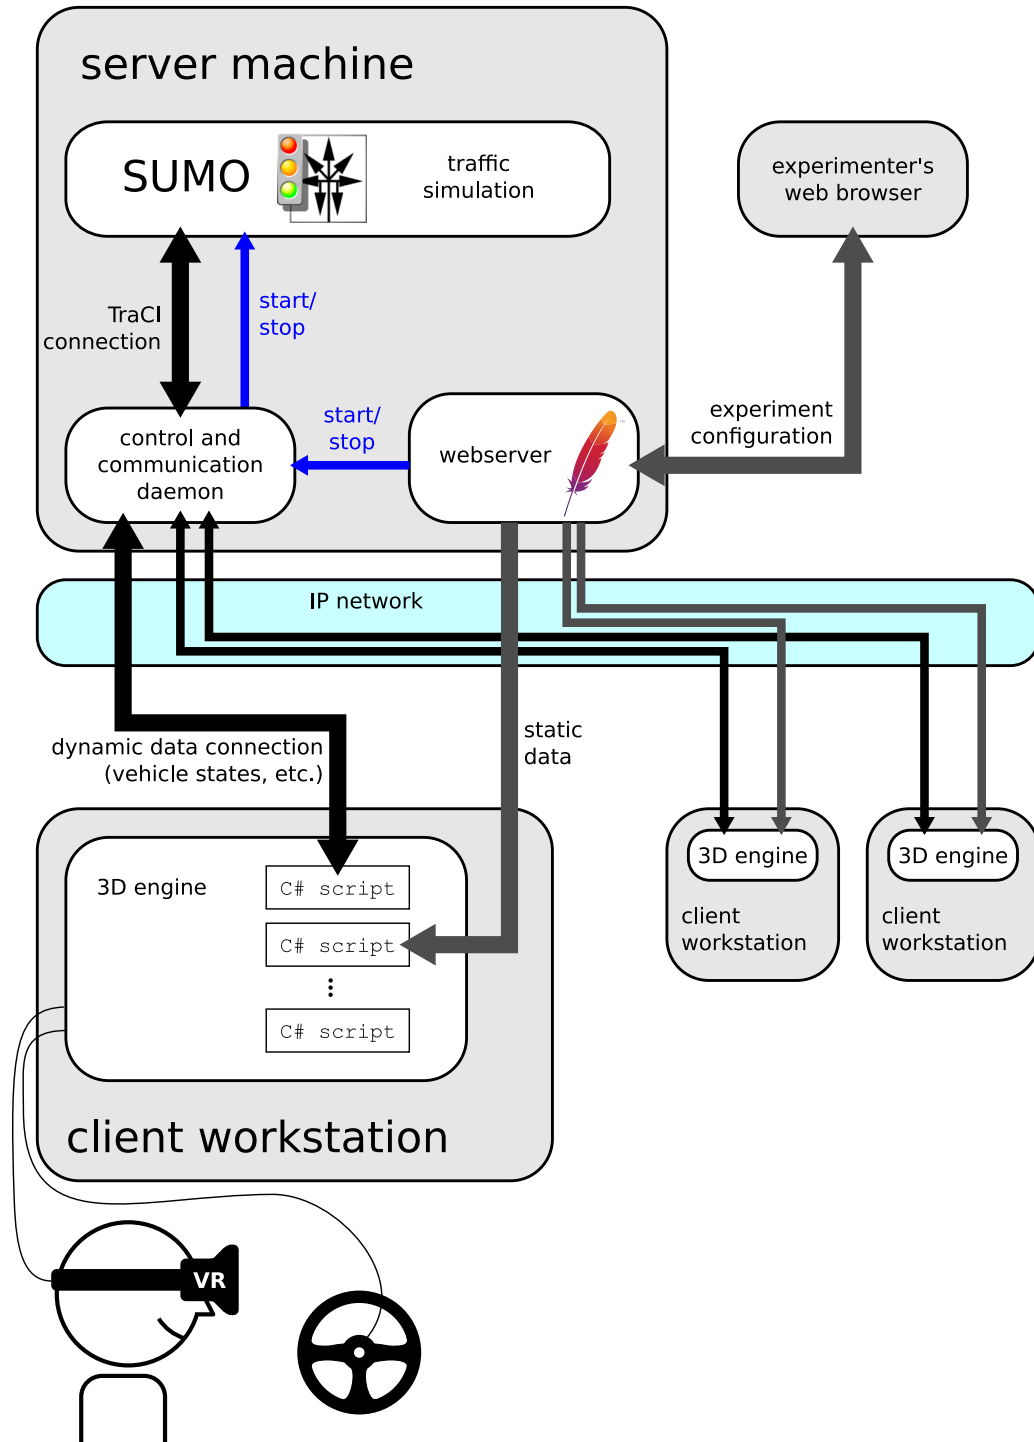 server machine
SUMO
traffic
simulation
experimenter's
web browser
TraCI
connection
start/
stop
start/
stop
experiment
configuration
control and
communication
daemon
webserver
IP network
dynamic data connection
(vehicle states, etc.)
static
data
3D engine
C# script
C# script
C# script
client workstation
3D engine
client
workstation
3D engine
client
workstation
VR